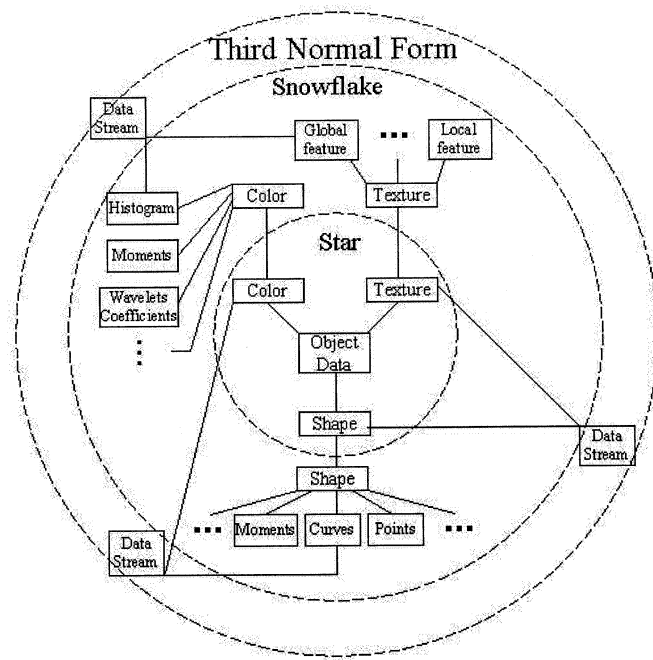 Third Normal Form
Snowflake
Data
Stream
Global
feature
▪▪▪
Local
feature
Histogram
Color
Texture
Moments
Star
Wavelets
Coefficients
Color
Texture
Object
Data
Shape
Data
Stream
Shape
▪▪▪
Moments
Curves
Points
▪▪▪
Data
Stream